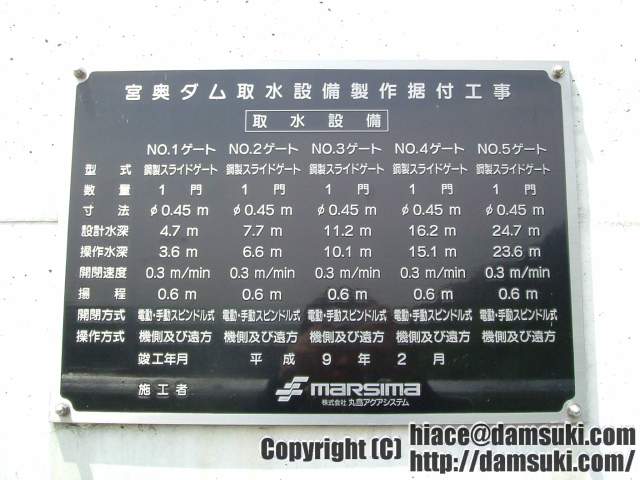 宮奥ダム取水設備製作据付工事
取水設備
NO.1ゲート NO.2ゲート NO.3ゲート NO.4ゲート NO.5ゲート
型式 鋼製スライドゲート 鋼製スライドゲート 鋼製スライドゲート 鋼製スライドゲート 鋼製スライドゲート
数量 1 門 1 門 1 門 1 門 1 門
寸法 φ0.45 m φ0.45 m φ0.45 m φ0.45 m φ0.45 m
設計水深 4.7 m 7.7 m 11.2 m 16.2 m 24.7 m
操作水深 3.6 m 6.6 m 10.1 m 15.1 m 23.6 m
開閉速度 0.3 m/min 0.3 m/min 0.3 m/min 0.3 m/min 0.3 m/min
揚程 0.6 m 0.6 m 0.6 m 0.6 m 0.6 m
開閉方式 電動・手動スピンドル式 電動・手動スピンドル式 電動・手動スピンドル式 電動・手動スピンドル式 電動・手動スピンドル式
操作方式 機側及び遠方 機側及び遠方 機側及び遠方 機側及び遠方 機側及び遠方
竣工年月 平成 9年 2月
施工者 marsima
株式会社 丸島アクアシステム
Copyright (C) hiace@damsuki.com
http://damsuki.com/